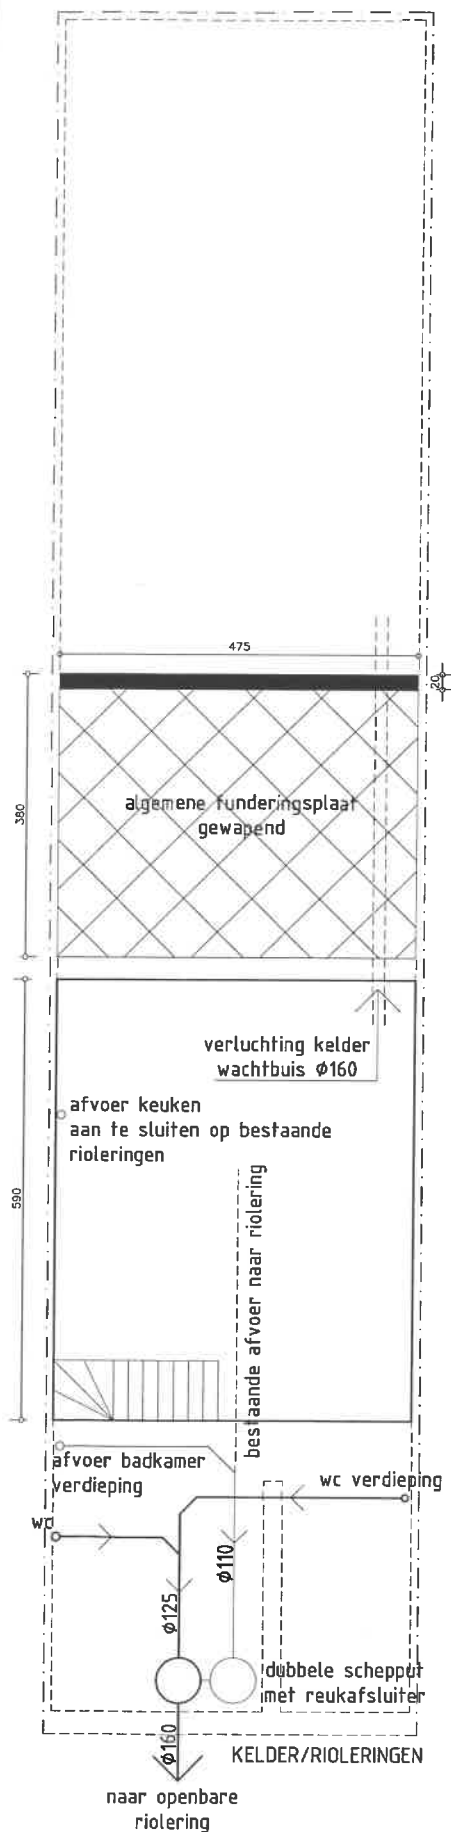 475
20
380
algemene funderingsplaat
gewapend
verluchting kelder
wachtbuis Ø160
afvoer keuken
aan te sluiten op bestaande
rioleringen
590
bestaande afvoer naar riolering
afvoer badkamer
verdieping
wc verdieping
wc
Ø110
Ø125
dubbele schepput
met reukafsluiter
Ø160
KELDER/RIOLERINGEN
naar openbare
riolering